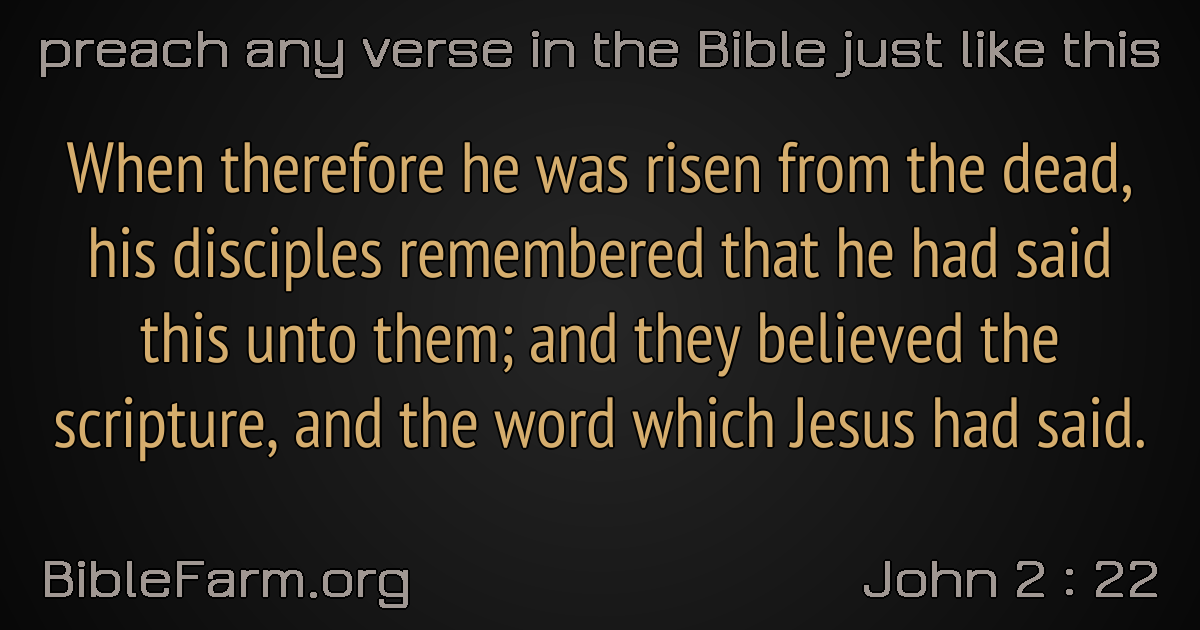 preach any verse in the Bible just like this
When therefore he was risen from the dead,
his disciples remembered that he had said
this unto them; and they believed the
scripture, and the word which Jesus had said.
BibleFarm.org
John 2 : 22